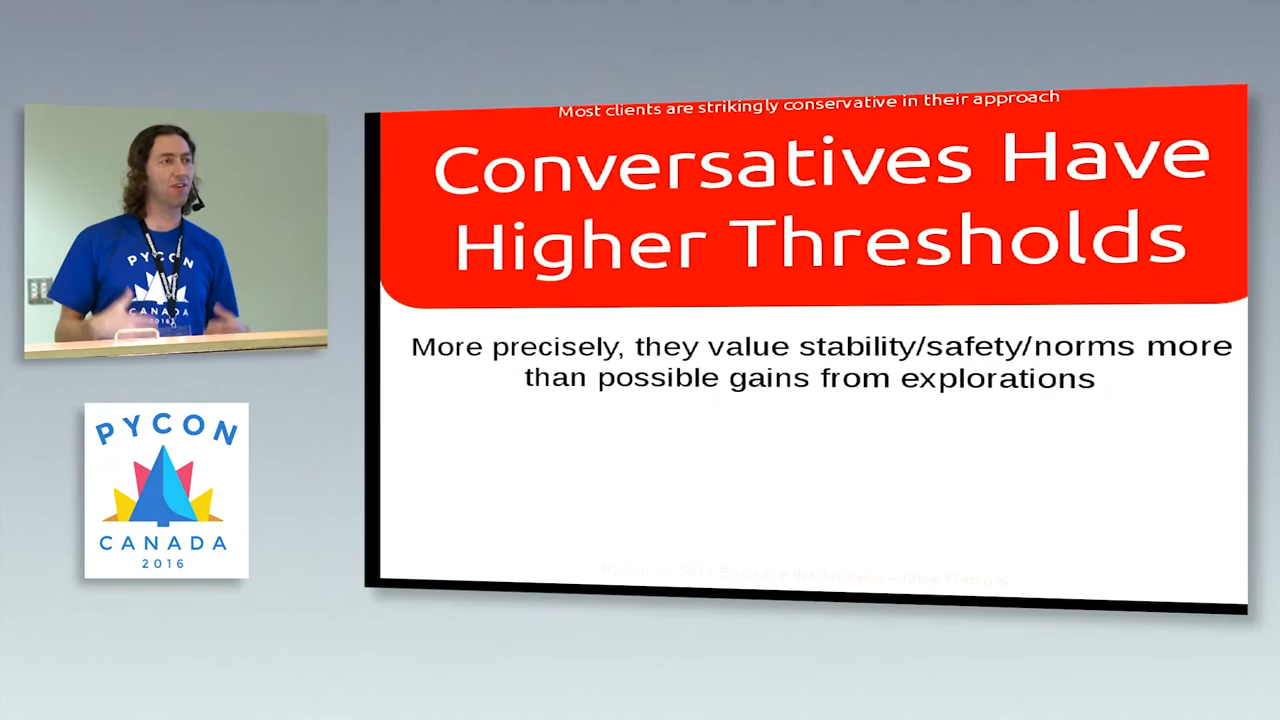 Most clients are strikingly conservative in their approach
Conversatives Have
Higher Thresholds
More precisely, they value stability/safety/norms more
than possible gains from explorations
PYCON
CANADA
2016
PYCON
CANADA
2016